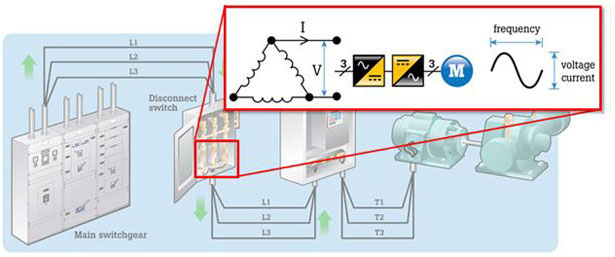 L1
L2
L3
Disconnect
switch
Main switchgear
I
V
3
3
M
frequency
voltage
current
L1
L2
L3
T1
T2
T3